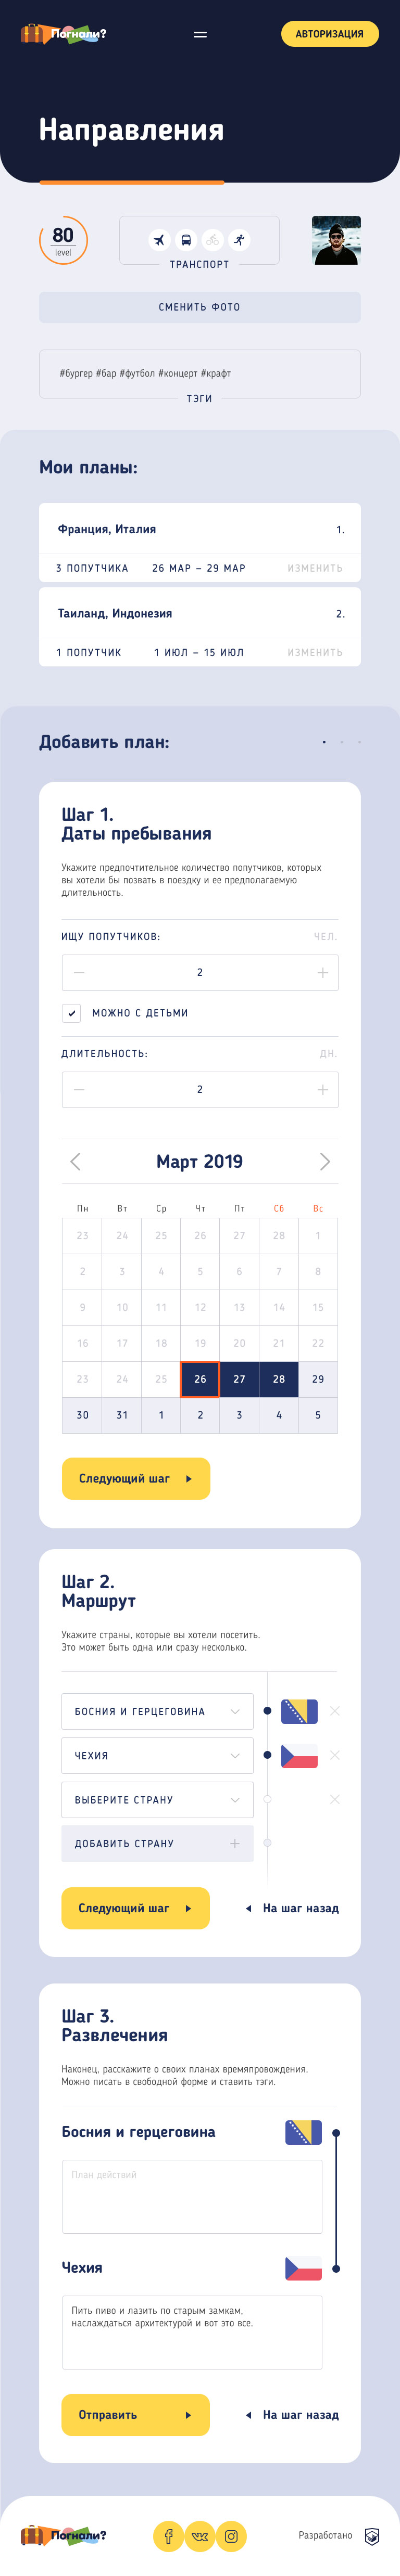 Погнали?
АВТОРИЗАЦИЯ
Направления
80
level
ТРАНСПОРТ
СМЕНИТЬ ФОТО
#бургер #бар #футбол #концерт #крафт
ТЭГИ
Мои планы:
Франция, Италия 1.
3 ПОПУТЧИКА 26 МАР – 29 МАР ИЗМЕНИТЬ
Таиланд, Индонезия 2.
1 ПОПУТЧИК 1 ИЮЛ – 15 ИЮЛ ИЗМЕНИТЬ
Добавить план:
Шаг 1.
Даты пребывания
Укажите предпочтительное количество попутчиков, которых
вы хотели бы позвать в поездку и ее предполагаемую
длительность.
ИЩУ ПОПУТЧИКОВ: ЧЕЛ.
2
МОЖНО С ДЕТЬМИ
ДЛИТЕЛЬНОСТЬ: ДН.
2
Март 2019
Пн Вт Ср Чт Пт Сб Вс
23 24 25 26 27 28 1
2 3 4 5 6 7 8
9 10 11 12 13 14 15
16 17 18 19 20 21 22
23 24 25 26 27 28 29
30 31 1 2 3 4 5
Следующий шаг
Шаг 2.
Маршрут
Укажите страны, которые вы хотели посетить.
Это может быть одна или сразу несколько.
БОСНИЯ И ГЕРЦЕГОВИНА
ЧЕХИЯ
ВЫБЕРИТЕ СТРАНУ
ДОБАВИТЬ СТРАНУ
Следующий шаг На шаг назад
Шаг 3.
Развлечения
Наконец, расскажите о своих планах времяпровождения.
Можно писать в свободной форме и ставить тэги.
Босния и герцеговина
План действий
Чехия
Пить пиво и лазить по старым замкам,
наслаждаться архитектурой и вот это все.
Отправить На шаг назад
Погнали?
Разработано